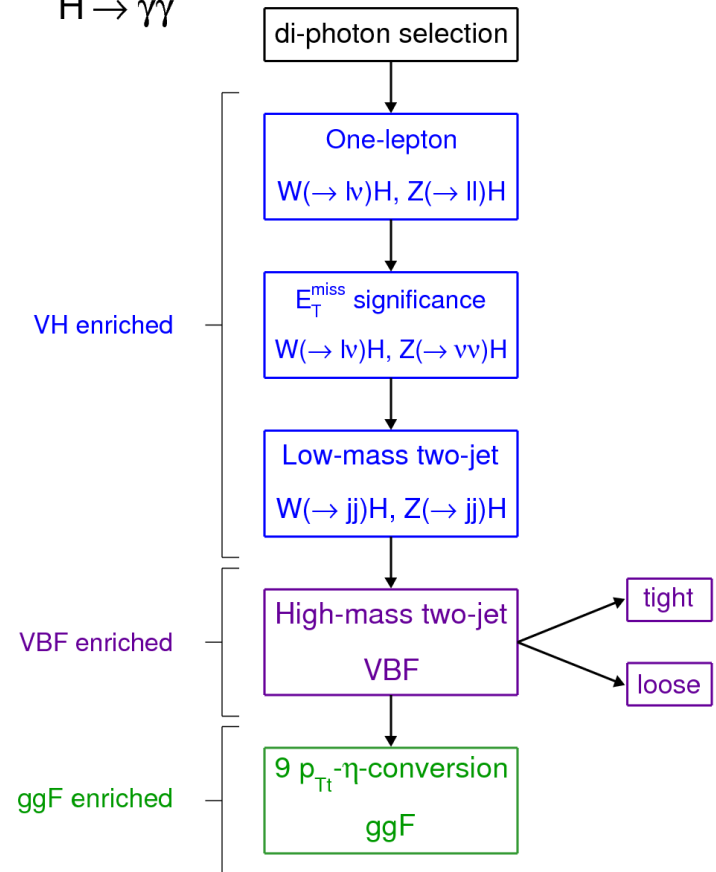 H → γγ
di-photon selection
One-lepton
W(→ lν)H, Z(→ ll)H
E_T^miss significance
W(→ lν)H, Z(→ νν)H
VH enriched
Low-mass two-jet
W(→ jj)H, Z(→ jj)H
High-mass two-jet
VBF
VBF enriched
tight
loose
9 p_Tt-η-conversion
ggF
ggF enriched